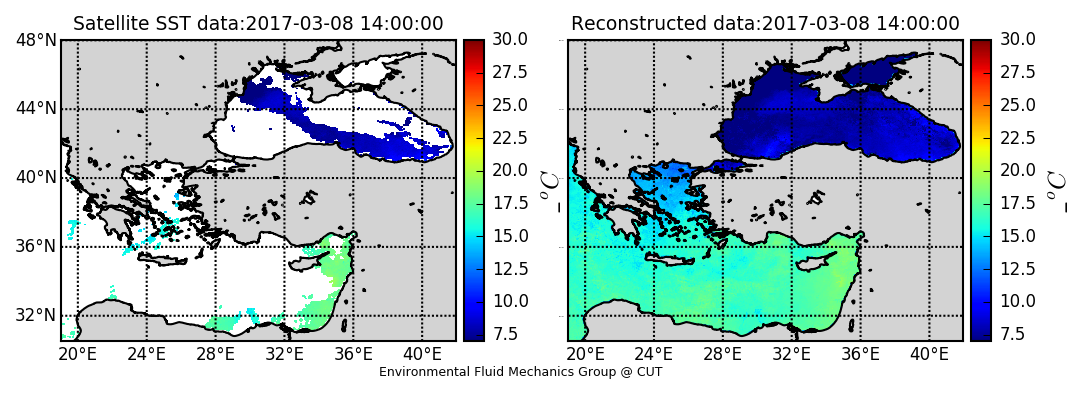 Satellite SST data:2017-03-08 14:00:00
48°N
44°N
40°N
36°N
32°N
20°E 24°E 28°E 32°E 36°E 40°E
30.0
27.5
25.0
22.5
20.0
17.5
15.0
12.5
10.0
7.5
_°C
Reconstructed data:2017-03-08 14:00:00
20°E 24°E 28°E 32°E 36°E 40°E
30.0
27.5
25.0
22.5
20.0
17.5
15.0
12.5
10.0
7.5
_°C
Environmental Fluid Mechanics Group @ CUT